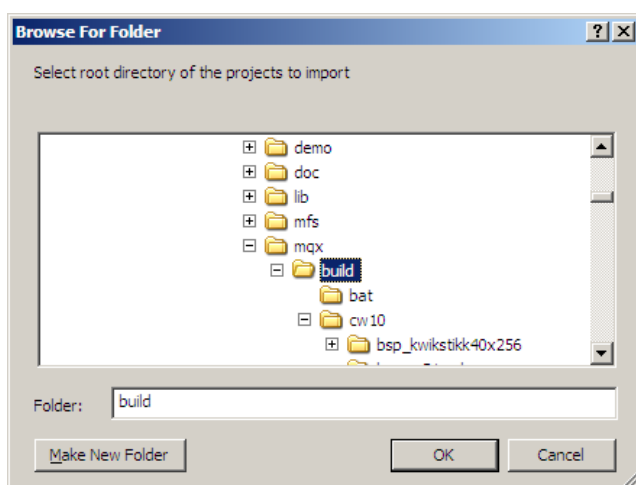 Browse For Folder
Select root directory of the projects to import
demo
doc
lib
mfs
mqx
build
bat
cw10
bsp_kwikstikk40x256
Folder: build
Make New Folder OK Cancel